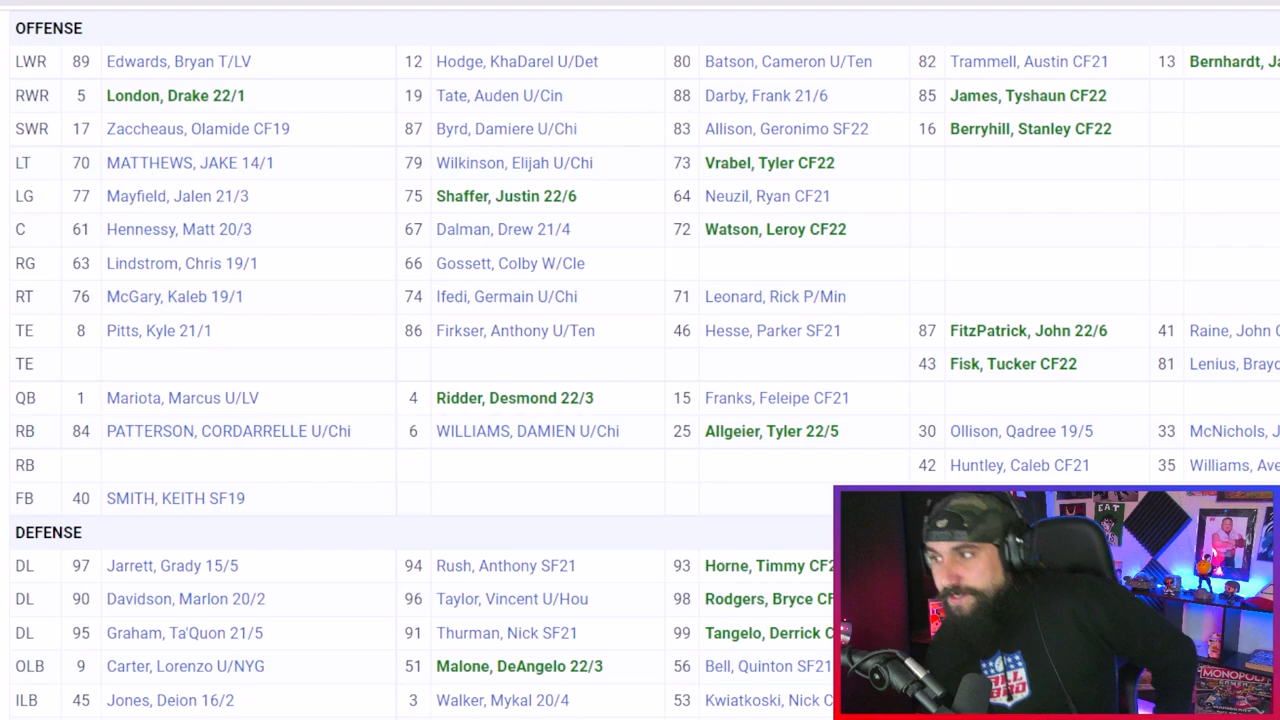 OFFENSE
LWR 89 Edwards, Bryan T/LV 12 Hodge, KhaDarel U/Det 80 Batson, Cameron U/Ten 82 Trammell, Austin CF21 13 Bernhardt,
RWR 5 London, Drake 22/1 19 Tate, Auden U/Cin 88 Darby, Frank 21/6 85 James, Tyshaun CF22
SWR 17 Zaccheaus, Olamide CF19 87 Byrd, Damiere U/Chi 83 Allison, Geronimo SF22 16 Berryhill, Stanley CF22
LT 70 MATTHEWS, JAKE 14/1 79 Wilkinson, Elijah U/Chi 73 Vrabel, Tyler CF22
LG 77 Mayfield, Jalen 21/3 75 Shaffer, Justin 22/6 64 Neuzil, Ryan CF21
C 61 Hennessy, Matt 20/3 67 Dalman, Drew 21/4 72 Watson, Leroy CF22
RG 63 Lindstrom, Chris 19/1 66 Gossett, Colby W/Cle
RT 76 McGary, Kaleb 19/1 74 Ifedi, Germain U/Chi 71 Leonard, Rick P/Min
TE 8 Pitts, Kyle 21/1 86 Firkser, Anthony U/Ten 46 Hesse, Parker SF21 87 FitzPatrick, John 22/6 41 Raine, John
TE 43 Fisk, Tucker CF22 81 Lenius,
QB 1 Mariota, Marcus U/LV 4 Ridder, Desmond 22/3 15 Franks, Feleipe CF21
RB 84 PATTERSON, CORDARRELLE U/Chi 6 WILLIAMS, DAMIEN U/Chi 25 Allgeier, Tyler 22/5 30 Ollison, Qadree 19/5 33 McNichols,
RB 42 Huntley, Caleb CF21 35 Williams,
FB 40 SMITH, KEITH SF19
DEFENSE
DL 97 Jarrett, Grady 15/5 94 Rush, Anthony SF21 93 Horne, Timmy
DL 90 Davidson, Marlon 20/2 96 Taylor, Vincent U/Hou 98 Rodgers, Bryce
DL 95 Graham, Ta'Quon 21/5 91 Thurman, Nick SF21 99 Tangelo, Derrick
OLB 9 Carter, Lorenzo U/NYG 51 Malone, DeAngelo 22/3 56 Bell, Quinton SF21
ILB 45 Jones, Deion 16/2 3 Walker, Mykal 20/4 53 Kwiatkoski, Nick
EAT
MONOPOLY